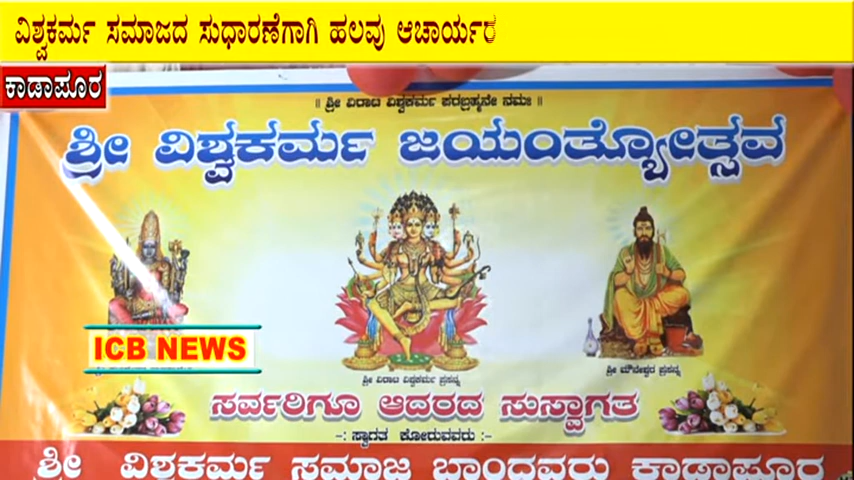 ವಿಶ್ವಕರ್ಮ ಸಮಾಜದ ಸುಧಾರಣೆಗಾಗಿ ಹಲವು ಆಚಾರ್ಯರ
ಕಾಡಾಪೂರ
॥ ಶ್ರೀ ವಿರಾಟ ವಿಶ್ವಕರ್ಮ ಪರಬ್ರಹ್ಮನೇ ನಮಃ ॥
ಶ್ರೀ ವಿಶ್ವಕರ್ಮ ಜಯಂತ್ಯೋತ್ಸವ
ICB NEWS
ಶ್ರೀ ವಿರಾಟ ವಿಶ್ವಕರ್ಮ ಪ್ರಸನ್ನ
ಶ್ರೀ ಮೌನೇಶ್ವರ ಪ್ರಸನ್ನ
ಸರ್ವರಿಗೂ ಆದರದ ಸುಸ್ವಾಗತ
-: ಸ್ವಾಗತ ಕೋರುವವರು :-
ಶ್ರೀ ವಿಶ್ವಕರ್ಮ ಸಮಾಜ ಬಾಂಧವರು ಕಾಡಾಪೂರ